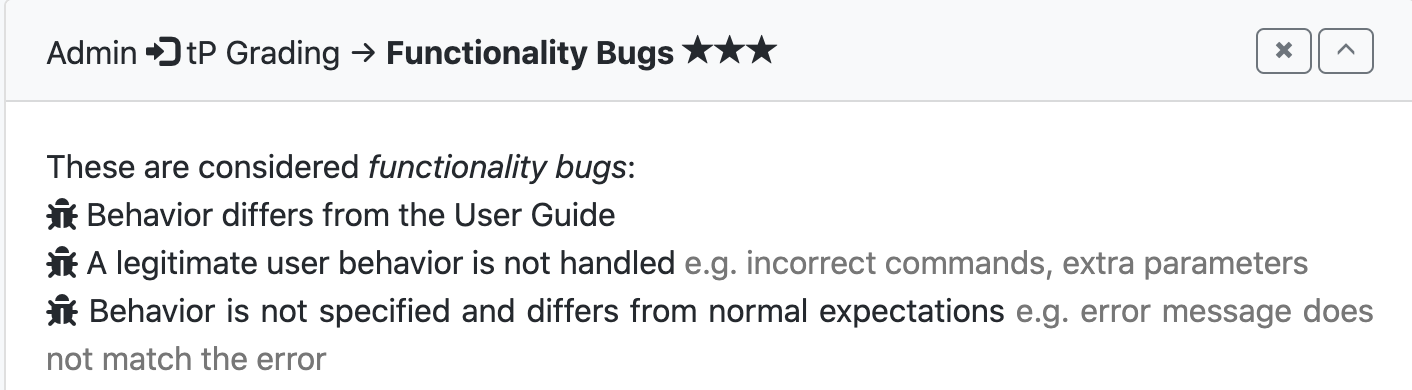 Admin tP Grading → Functionality Bugs ★★★
These are considered functionality bugs:
Behavior differs from the User Guide
A legitimate user behavior is not handled e.g. incorrect commands, extra parameters
Behavior is not specified and differs from normal expectations e.g. error message does
not match the error